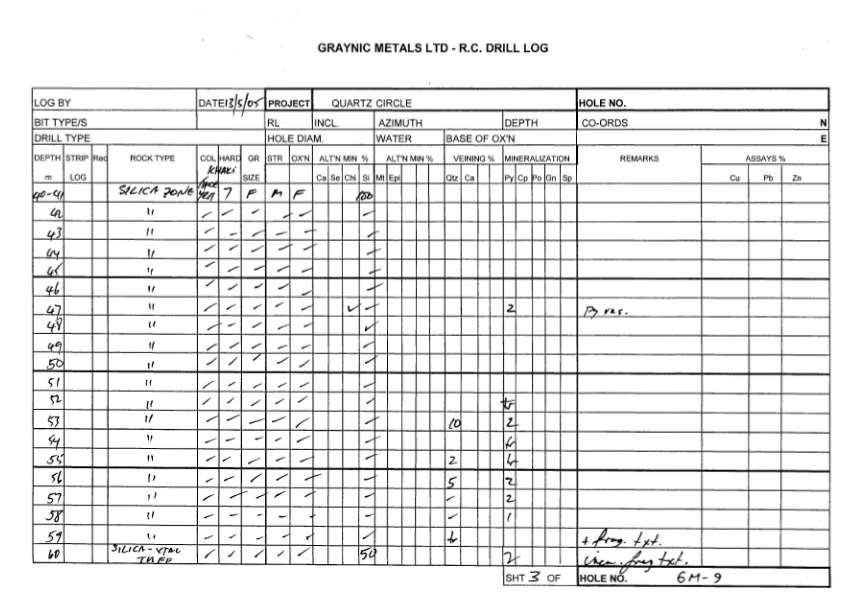 GRAYNIC METALS LTD - R.C. DRILL LOG
LOG BY DATE 13/5/05 PROJECT QUARTZ CIRCLE HOLE NO.
BIT TYPE/S RL INCL. AZIMUTH DEPTH CO-ORDS N
DRILL TYPE HOLE DIAM. WATER BASE OF OX'N E
DEPTH STRIP Rec ROCK TYPE COL HARD GR STR OX'N ALT'N MIN % ALT'N MIN % VEINING % MINERALIZATION REMARKS ASSAYS %
KHAKI
m LOG SIZE Ca Se Chl Si Mt Epi Qtz Ca Py Cp Po Gn Sp Cu Pb Zn
40-41 SILICA ZONE YELL 7 F M F 100
42 " / / / / / /
43 " / - / - / /
44 " / / / / / /
45 " / / / / / /
46 " / / / / / /
47 " / / / / / ✓ / 2 Py vas.
48 " / - / / / /
49 " / / / / / /
50 " / / / / / /
51 " / / / / / /
52 " / / / / / / tr
53 " / / / / / / 10 2
54 " / / - / / /
55 " / / / / / / 2
56 " / / / / / / 5 2
57 " / / / / / / / 2
58 " - - - - / / / 1
59 " / / / / / / tr + frag. txt.
60 SILICA-XTAL / / / / / 50 2 frag txt.
TUFF
SHT 3 OF HOLE NO. 6M-9